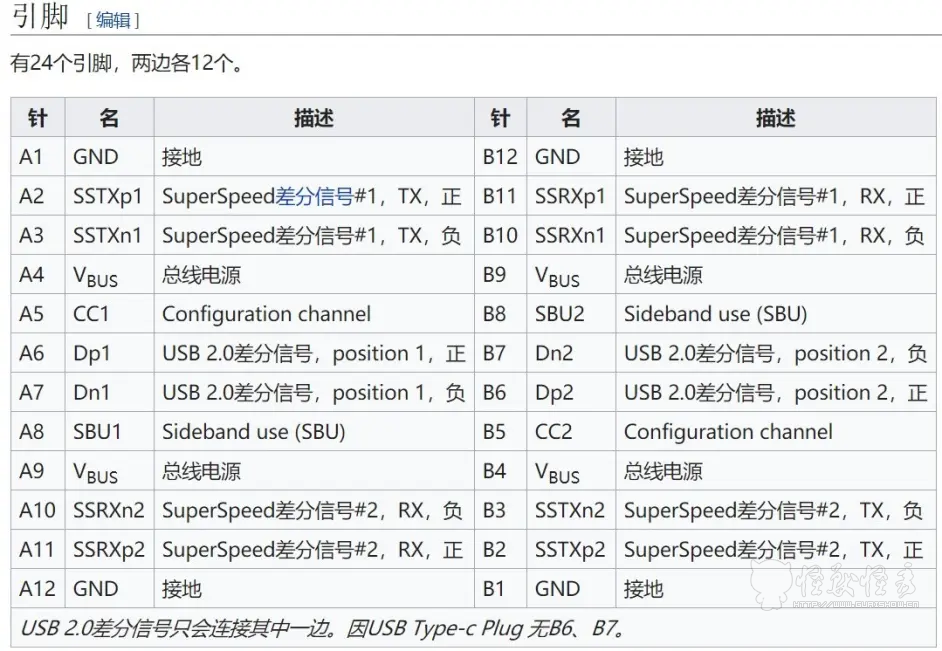 引脚 [编辑]
有24个引脚，两边各12个。
针 名 描述 针 名 描述
A1 GND 接地 B12 GND 接地
A2 SSTXp1 SuperSpeed差分信号#1，TX，正 B11 SSRXp1 SuperSpeed差分信号#1，RX，正
A3 SSTXn1 SuperSpeed差分信号#1，TX，负 B10 SSRXn1 SuperSpeed差分信号#1，RX，负
A4 VBUS 总线电源 B9 VBUS 总线电源
A5 CC1 Configuration channel B8 SBU2 Sideband use (SBU)
A6 Dp1 USB 2.0差分信号，position 1，正 B7 Dn2 USB 2.0差分信号，position 2，负
A7 Dn1 USB 2.0差分信号，position 1，负 B6 Dp2 USB 2.0差分信号，position 2，正
A8 SBU1 Sideband use (SBU) B5 CC2 Configuration channel
A9 VBUS 总线电源 B4 VBUS 总线电源
A10 SSRXn2 SuperSpeed差分信号#2，RX，负 B3 SSTXn2 SuperSpeed差分信号#2，TX，负
A11 SSRXp2 SuperSpeed差分信号#2，RX，正 B2 SSTXp2 SuperSpeed差分信号#2，TX，正
A12 GND 接地 B1 GND 接地
USB 2.0差分信号只会连接其中一边。因USB Type-c Plug 无B6、B7。